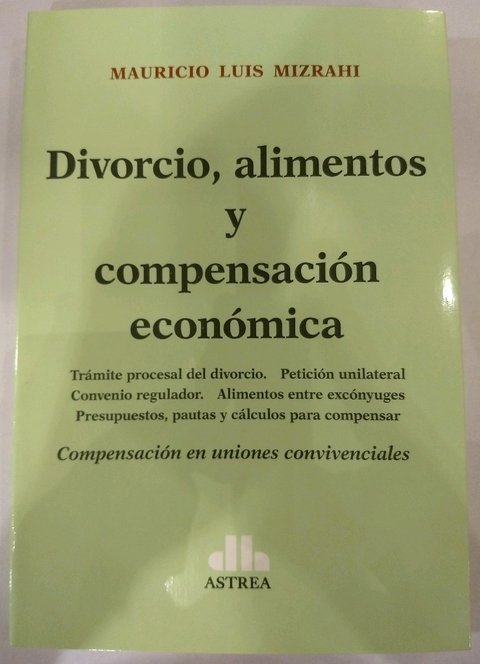 MAURICIO LUIS MIZRAHI
Divorcio, alimentos
y
compensación
económica
Trámite procesal del divorcio. Petición unilateral
Convenio regulador. Alimentos entre excónyuges
Presupuestos, pautas y cálculos para compensar
Compensación en uniones convivenciales
ASTREA